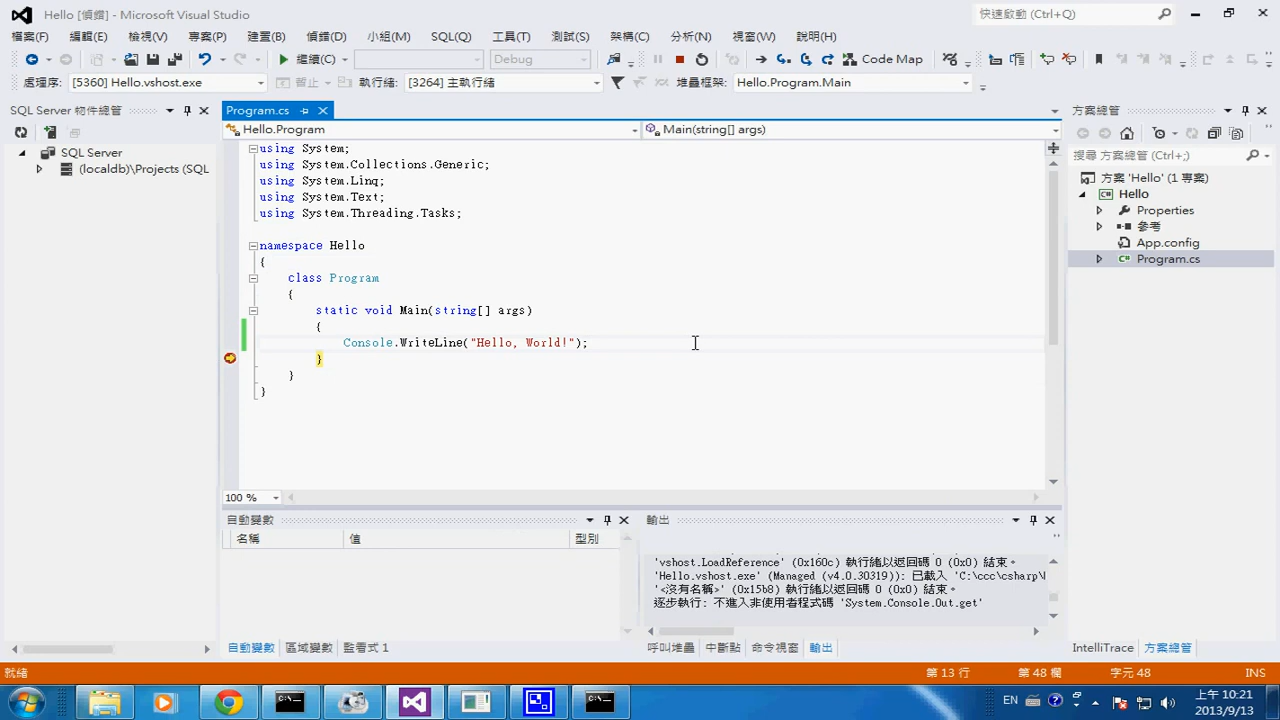 Hello [偵錯] - Microsoft Visual Studio
快速啟動 (Ctrl+Q)
檔案(F) 編輯(E) 檢視(V) 專案(P) 建置(B) 偵錯(D) 小組(M) SQL(Q) 工具(T) 測試(S) 架構(C) 分析(N) 視窗(W) 說明(H)
繼續(C) Debug Code Map
處理序: [5360] Hello.vshost.exe 暫止 執行緒: [3264] 主執行緒 堆疊框架: Hello.Program.Main
SQL Server 物件總管
SQL Server
(localdb)\Projects (SQL
Program.cs
Hello.Program Main(string[] args)
using System;
using System.Collections.Generic;
using System.Linq;
using System.Text;
using System.Threading.Tasks;
namespace Hello
{
class Program
{
static void Main(string[] args)
{
Console.WriteLine("Hello, World!");
}
}
}
100 %
方案總管
搜尋 方案總管 (Ctrl+;)
方案 'Hello' (1 專案)
Hello
Properties
參考
App.config
Program.cs
自動變數
名稱 值 型別
自動變數 區域變數 監看式 1
輸出
'vshost.LoadReference' (0x160c) 執行緒以返回碼 0 (0x0) 結束。
'Hello.vshost.exe' (Managed (v4.0.30319)): 已載入 'C:\ccc\csharp\
'<沒有名稱>' (0x15b8) 執行緒以返回碼 0 (0x0) 結束。
逐步執行: 不進入非使用者程式碼 'System.Console.Out.get'
呼叫堆疊 中斷點 命令視窗 輸出
IntelliTrace 方案總管
就緒 第 13 行 第 48 欄 字元 48 INS
EN 上午 10:21
2013/9/13